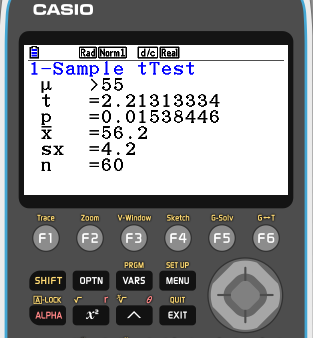 CASIO
Rad Norm1 d/c Real
1-Sample tTest
μ >55
t =2.21313334
p =0.01538446
x̄ =56.2
sx =4.2
n =60
Trace Zoom V-Window Sketch G-Solv G↔T
F1 F2 F3 F4 F5 F6
PRGM SET UP
SHIFT OPTN VARS MENU
A-LOCK √ r ˣ√ θ QUIT
ALPHA x² ^ EXIT